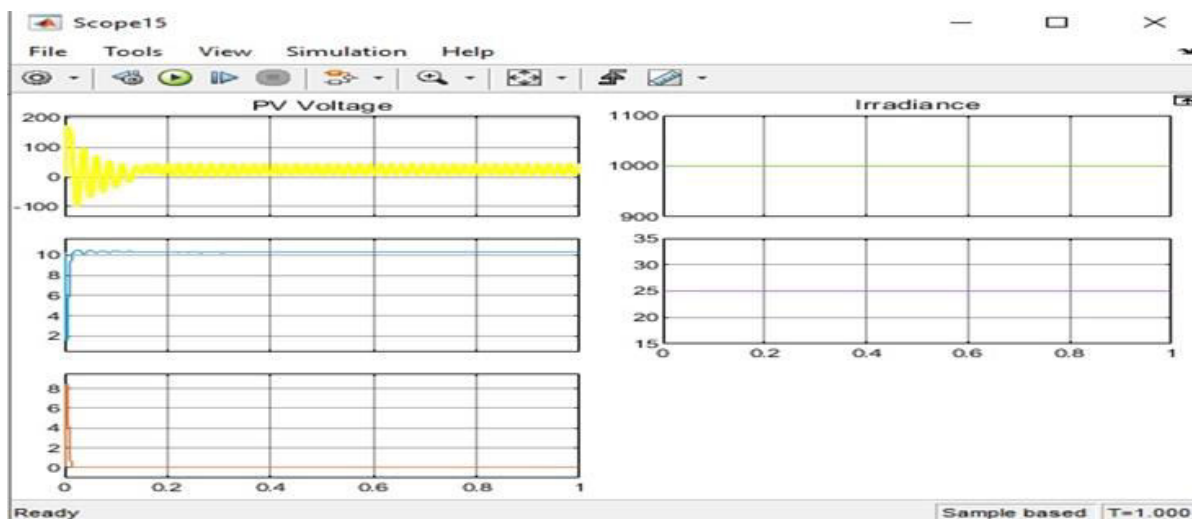 Scope15
File Tools View Simulation Help
PV Voltage
200
100
0
-100
10
8
6
4
2
8
6
4
2
0
0 0.2 0.4 0.6 0.8 1
Irradiance
1100
1000
900
35
30
25
20
15
0 0.2 0.4 0.6 0.8 1
Ready
Sample based T=1.000